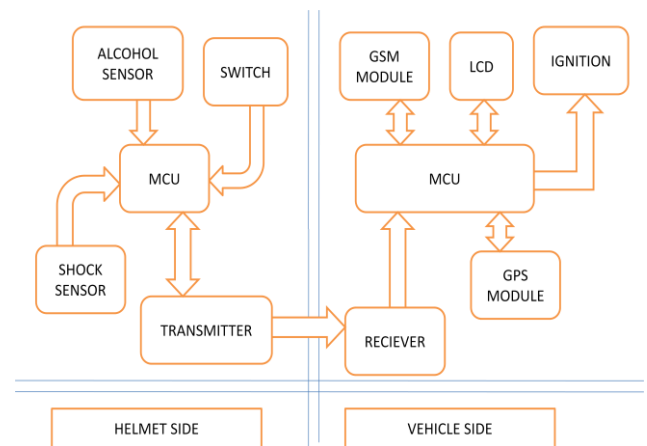 ALCOHOL
SENSOR
SWITCH
MCU
SHOCK
SENSOR
TRANSMITTER
GSM
MODULE
LCD
IGNITION
MCU
GPS
MODULE
RECIEVER
HELMET SIDE
VEHICLE SIDE